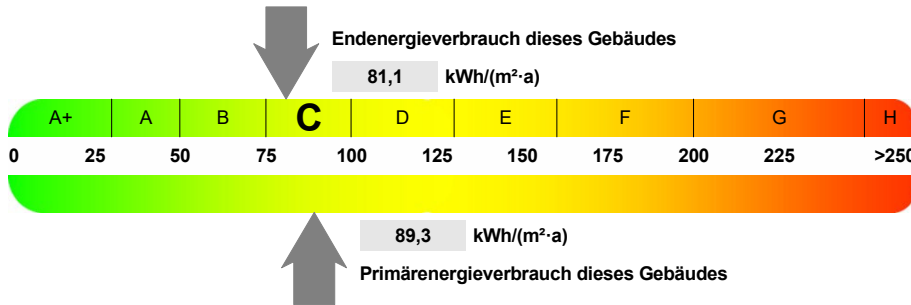 Endenergieverbrauch dieses Gebäudes
81,1 kWh/(m²·a)
A+ A B C D E F G H
0 25 50 75 100 125 150 175 200 225 >250
89,3 kWh/(m²·a)
Primärenergieverbrauch dieses Gebäudes